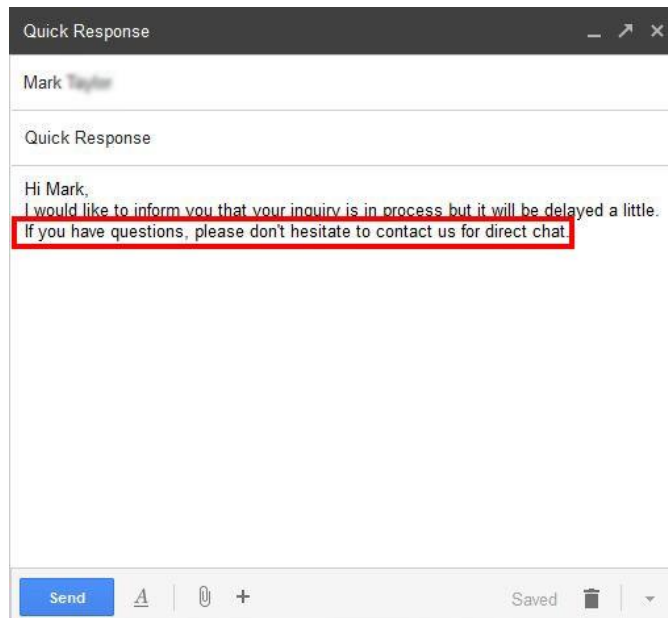 Quick Response
Mark
Quick Response
Hi Mark,
I would like to inform you that your inquiry is in process but it will be delayed a little.
If you have questions, please don't hesitate to contact us for direct chat.
Send A Saved